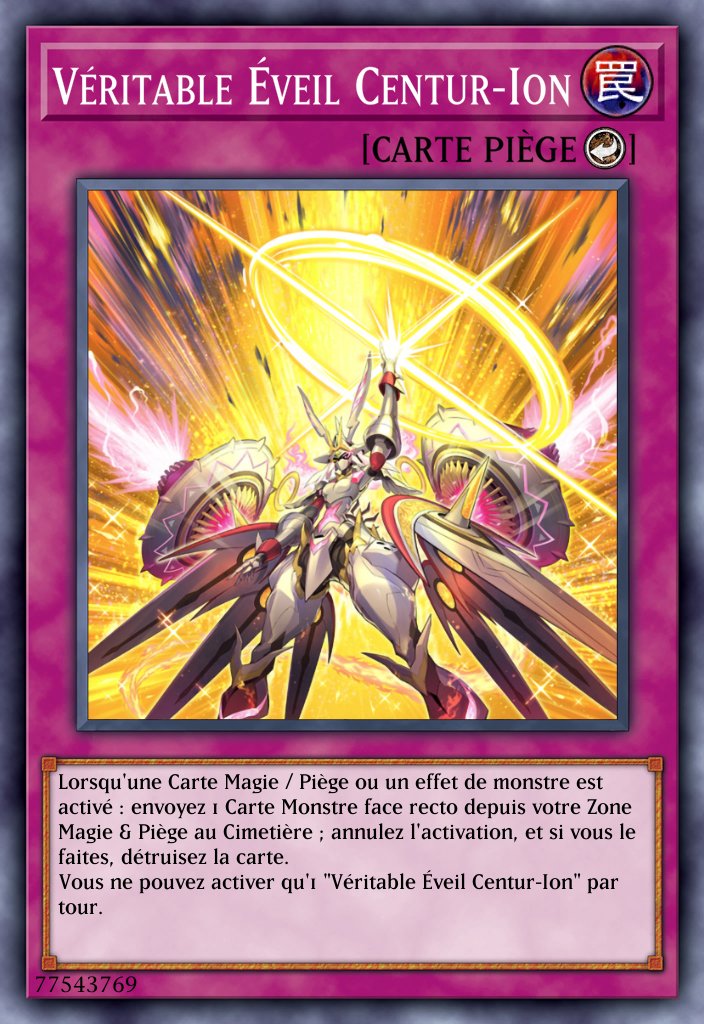 Véritable Éveil Centur-Ion
罠
[CARTE PIÈGE]
Lorsqu'une Carte Magie / Piège ou un effet de monstre est
activé : envoyez 1 Carte Monstre face recto depuis votre Zone
Magie & Piège au Cimetière ; annulez l'activation, et si vous le
faites, détruisez la carte.
Vous ne pouvez activer qu'1 "Véritable Éveil Centur-Ion" par
tour.
77543769